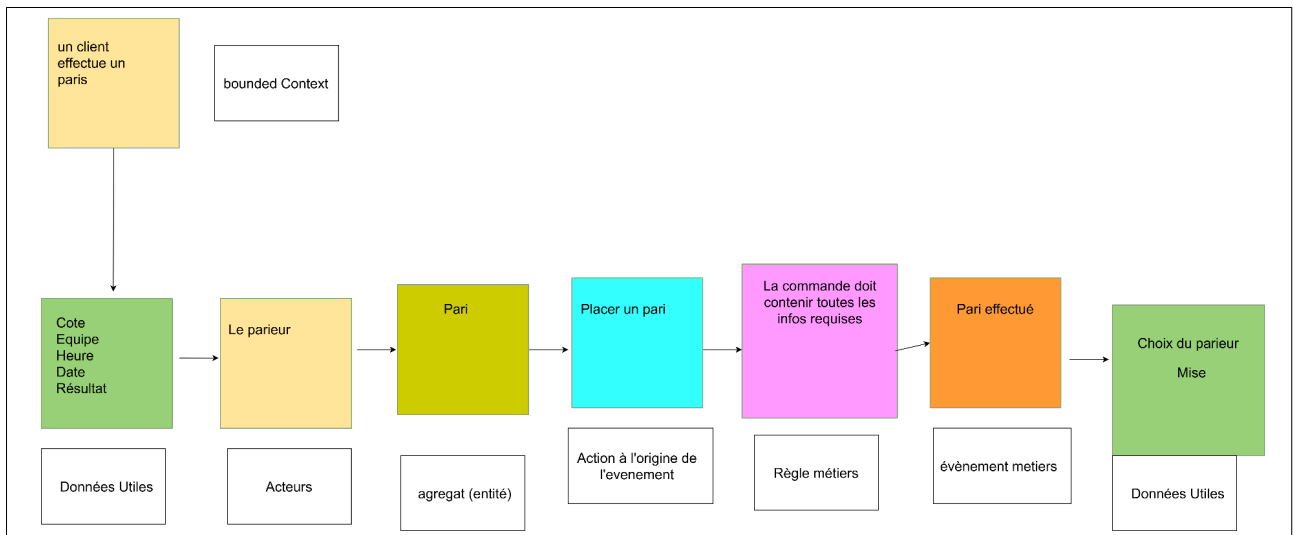 un client
effectue un
paris
bounded Context
Cote
Equipe
Heure
Date
Résultat
Le parieur
Pari
Placer un pari
La commande doit
contenir toutes les
infos requises
Pari effectué
Choix du parieur
Mise
Données Utiles
Acteurs
agregat (entité)
Action à l'origine de
l'evenement
Règle métiers
évènement metiers
Données Utiles